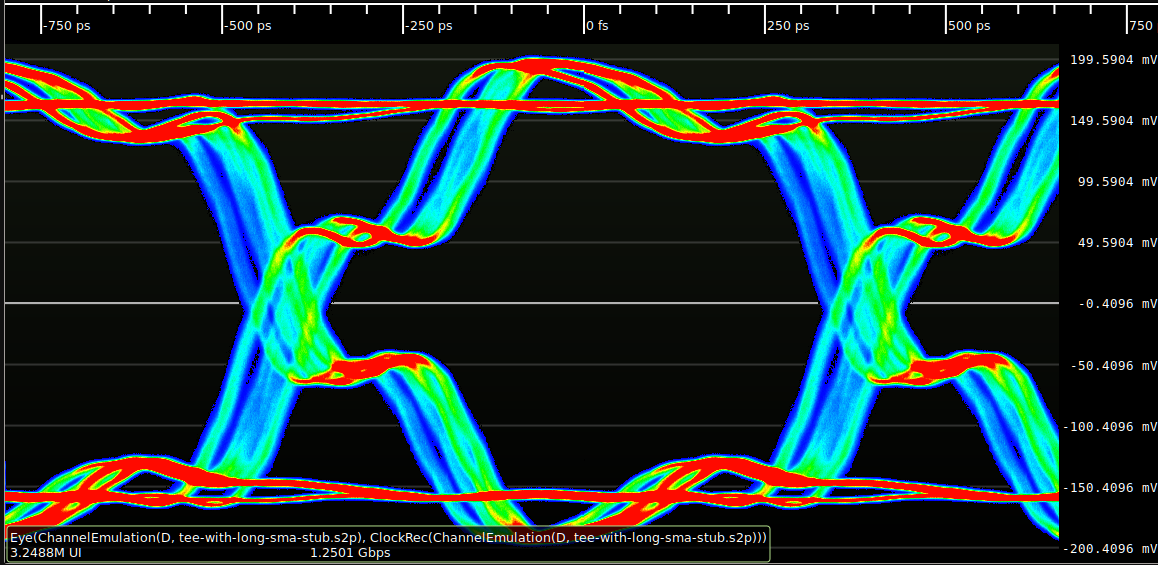 -750 ps -500 ps -250 ps 0 fs 250 ps 500 ps 750
199.5904 mV
149.5904 mV
99.5904 mV
49.5904 mV
-0.4096 mV
-50.4096 mV
-100.4096 mV
-150.4096 mV
-200.4096 mV
Eye(ChannelEmulation(D, tee-with-long-sma-stub.s2p), ClockRec(ChannelEmulation(D, tee-with-long-sma-stub.s2p)))
3.2488M UI 1.2501 Gbps